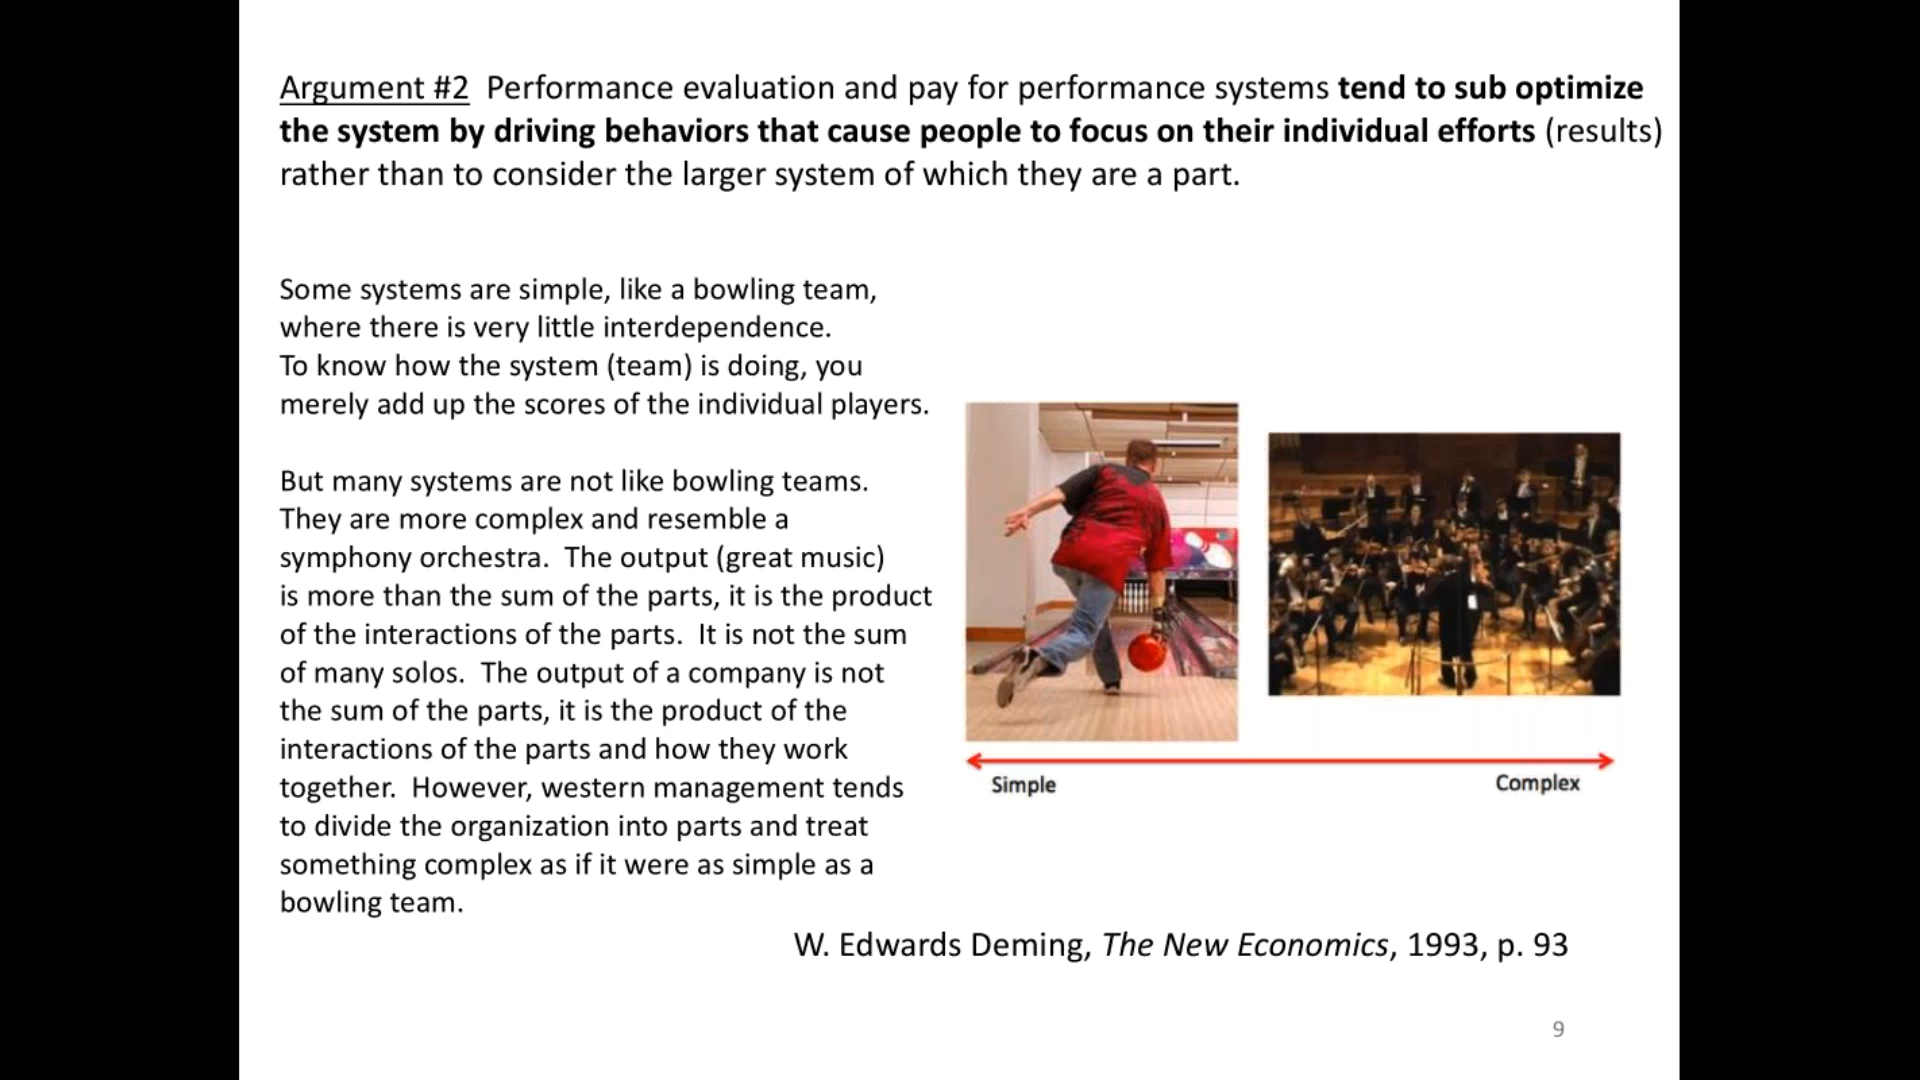 Argument #2  Performance evaluation and pay for performance systems tend to sub optimize
the system by driving behaviors that cause people to focus on their individual efforts (results)
rather than to consider the larger system of which they are a part.
Some systems are simple, like a bowling team,
where there is very little interdependence.
To know how the system (team) is doing, you
merely add up the scores of the individual players.
But many systems are not like bowling teams.
They are more complex and resemble a
symphony orchestra.  The output (great music)
is more than the sum of the parts, it is the product
of the interactions of the parts.  It is not the sum
of many solos.  The output of a company is not
the sum of the parts, it is the product of the
interactions of the parts and how they work
together.  However, western management tends
to divide the organization into parts and treat
something complex as if it were as simple as a
bowling team.
Simple
Complex
W. Edwards Deming, The New Economics, 1993, p. 93
9